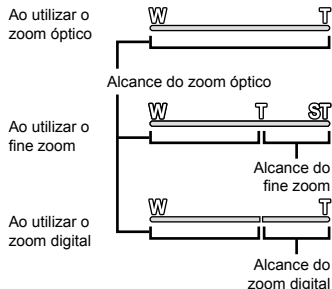 Ao utilizar o
zoom óptico
W T
Alcance do zoom óptico
Ao utilizar o
fine zoom
W T ST
Alcance do
fine zoom
Ao utilizar o
zoom digital
W T
Alcance do
zoom digital